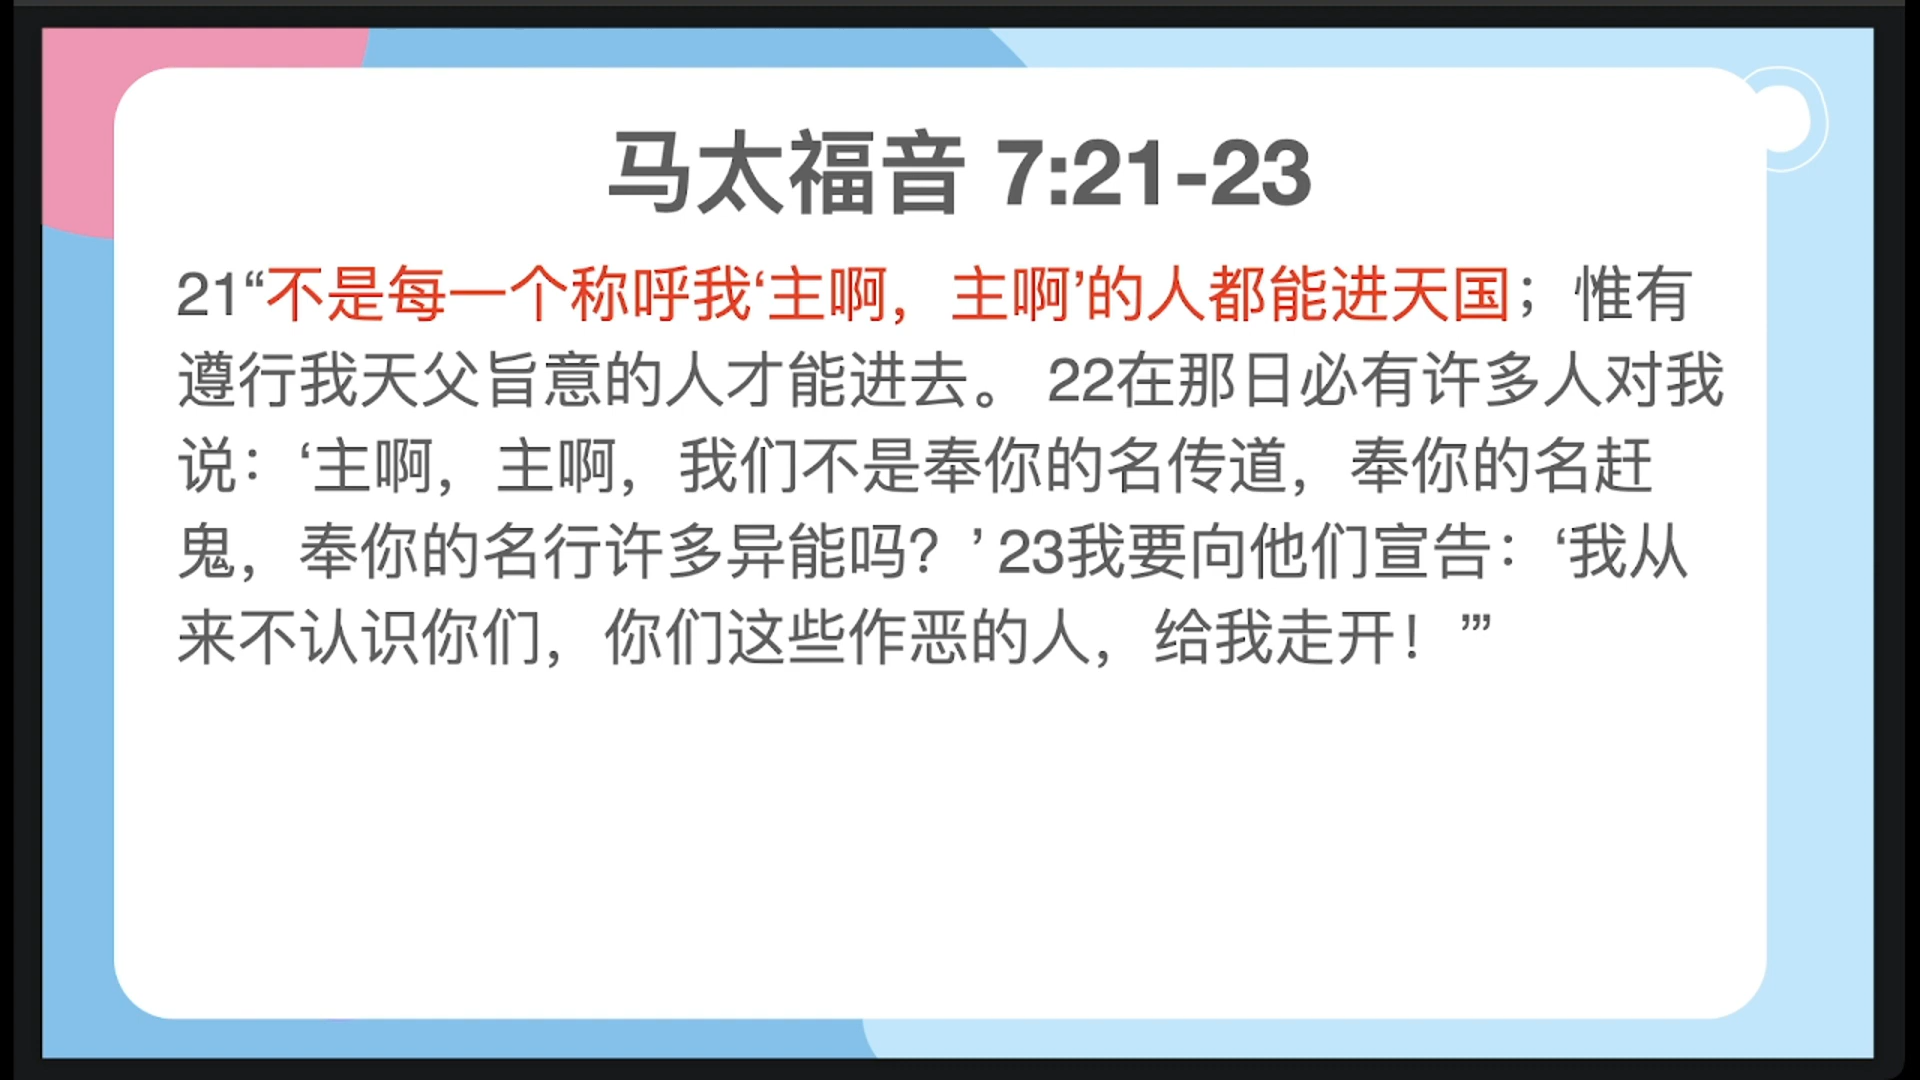 马太福音 7:21-23
21“不是每一个称呼我‘主啊，主啊’的人都能进天国；惟有
遵行我天父旨意的人才能进去。 22在那日必有许多人对我
说：‘主啊，主啊，我们不是奉你的名传道，奉你的名赶
鬼，奉你的名行许多异能吗？’ 23我要向他们宣告：‘我从
来不认识你们，你们这些作恶的人，给我走开！’”